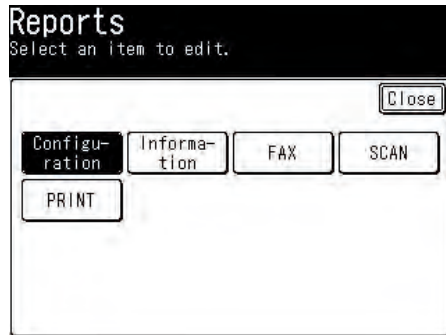 Reports
Select an item to edit.
Close
Configu-
ration
Informa-
tion
FAX
SCAN
PRINT